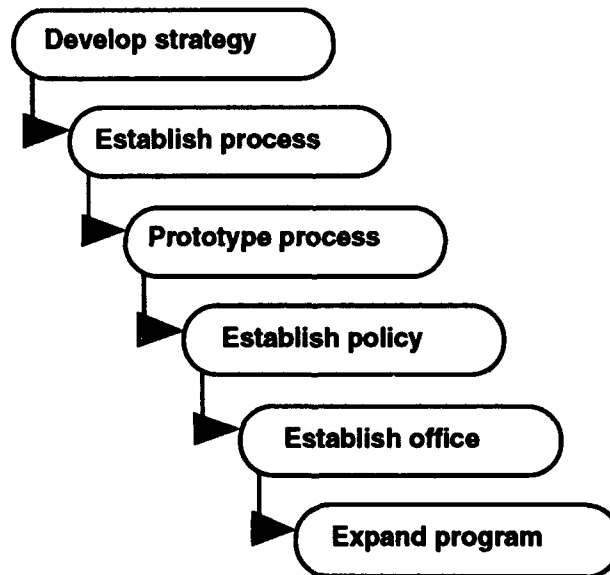 Develop strategy
Establish process
Prototype process
Establish policy
Establish office
Expand program